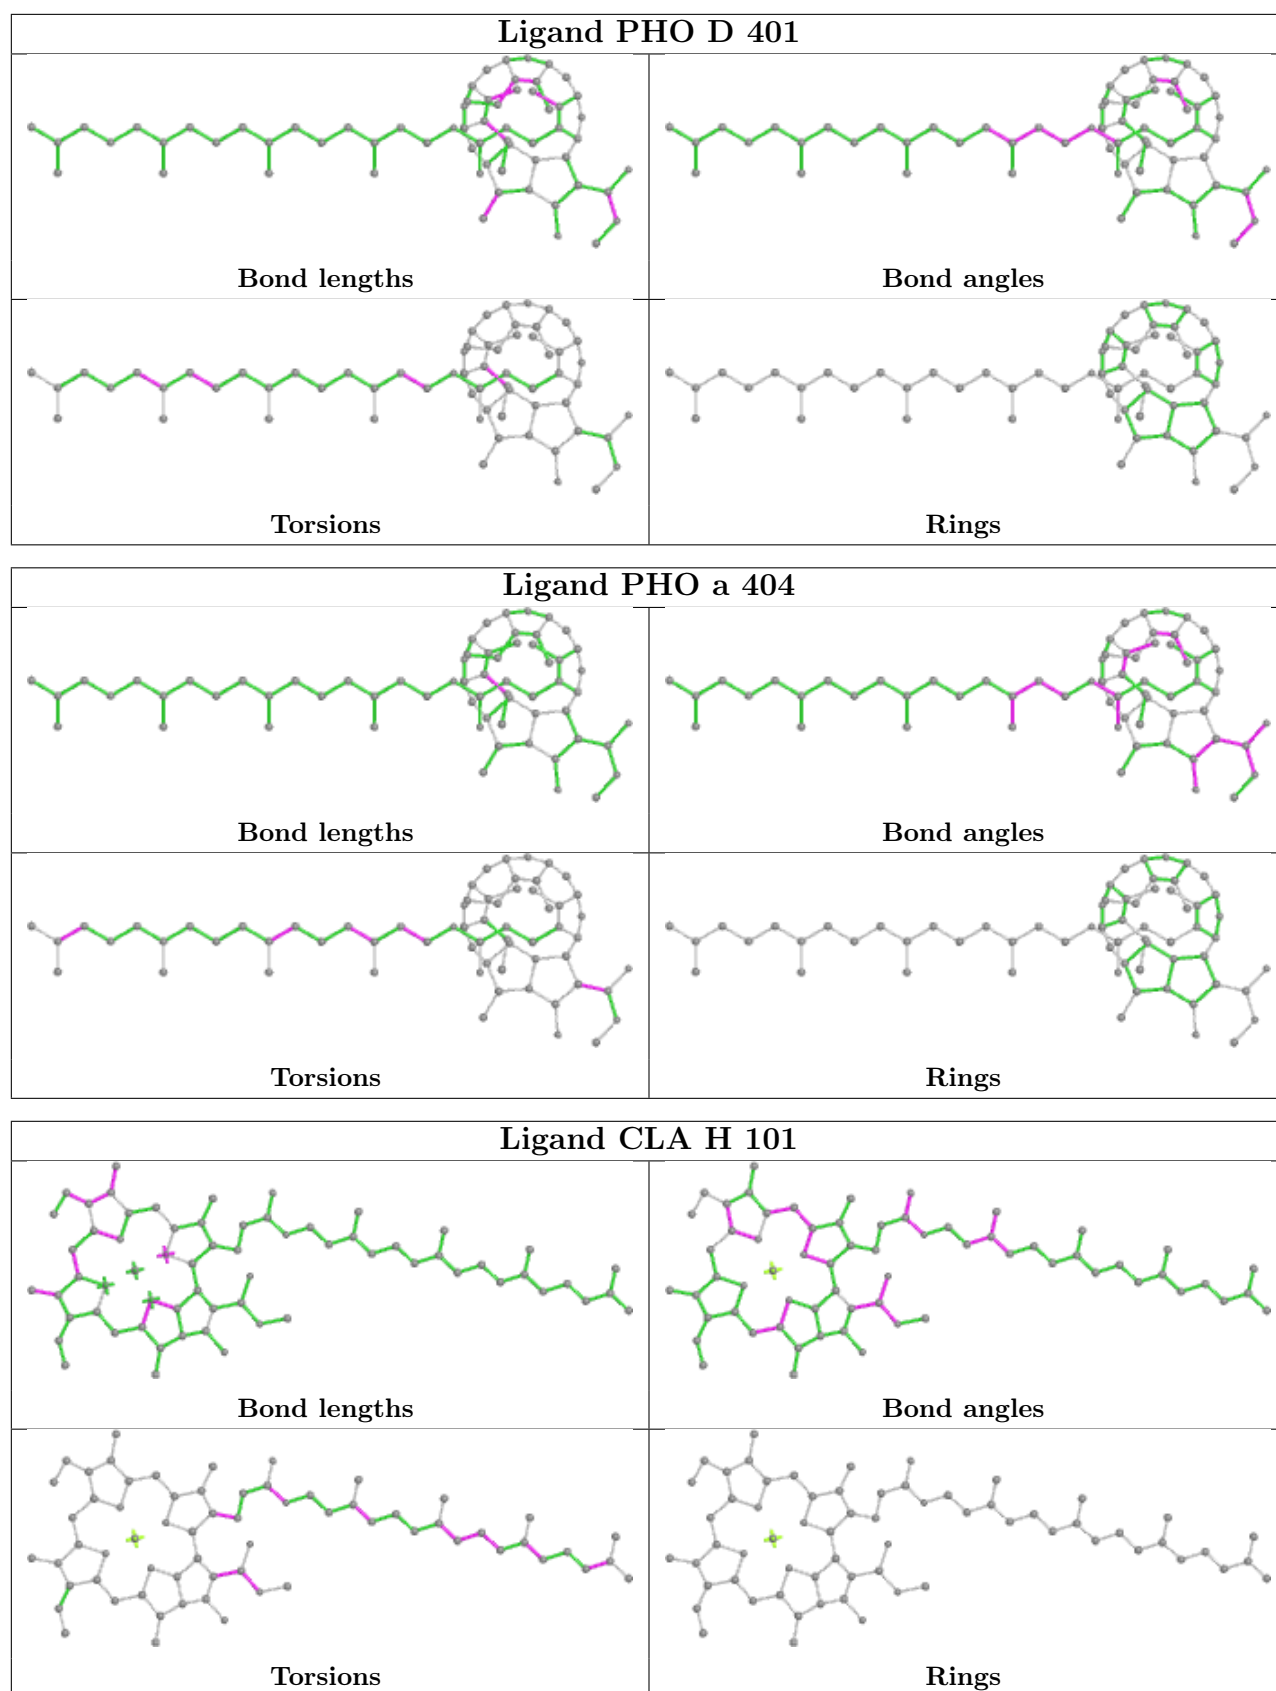 Ligand PHO D 401
Bond lengths
Bond angles
Torsions
Rings
Ligand PHO a 404
Bond lengths
Bond angles
Torsions
Rings
Ligand CLA H 101
Bond lengths
Bond angles
Torsions
Rings